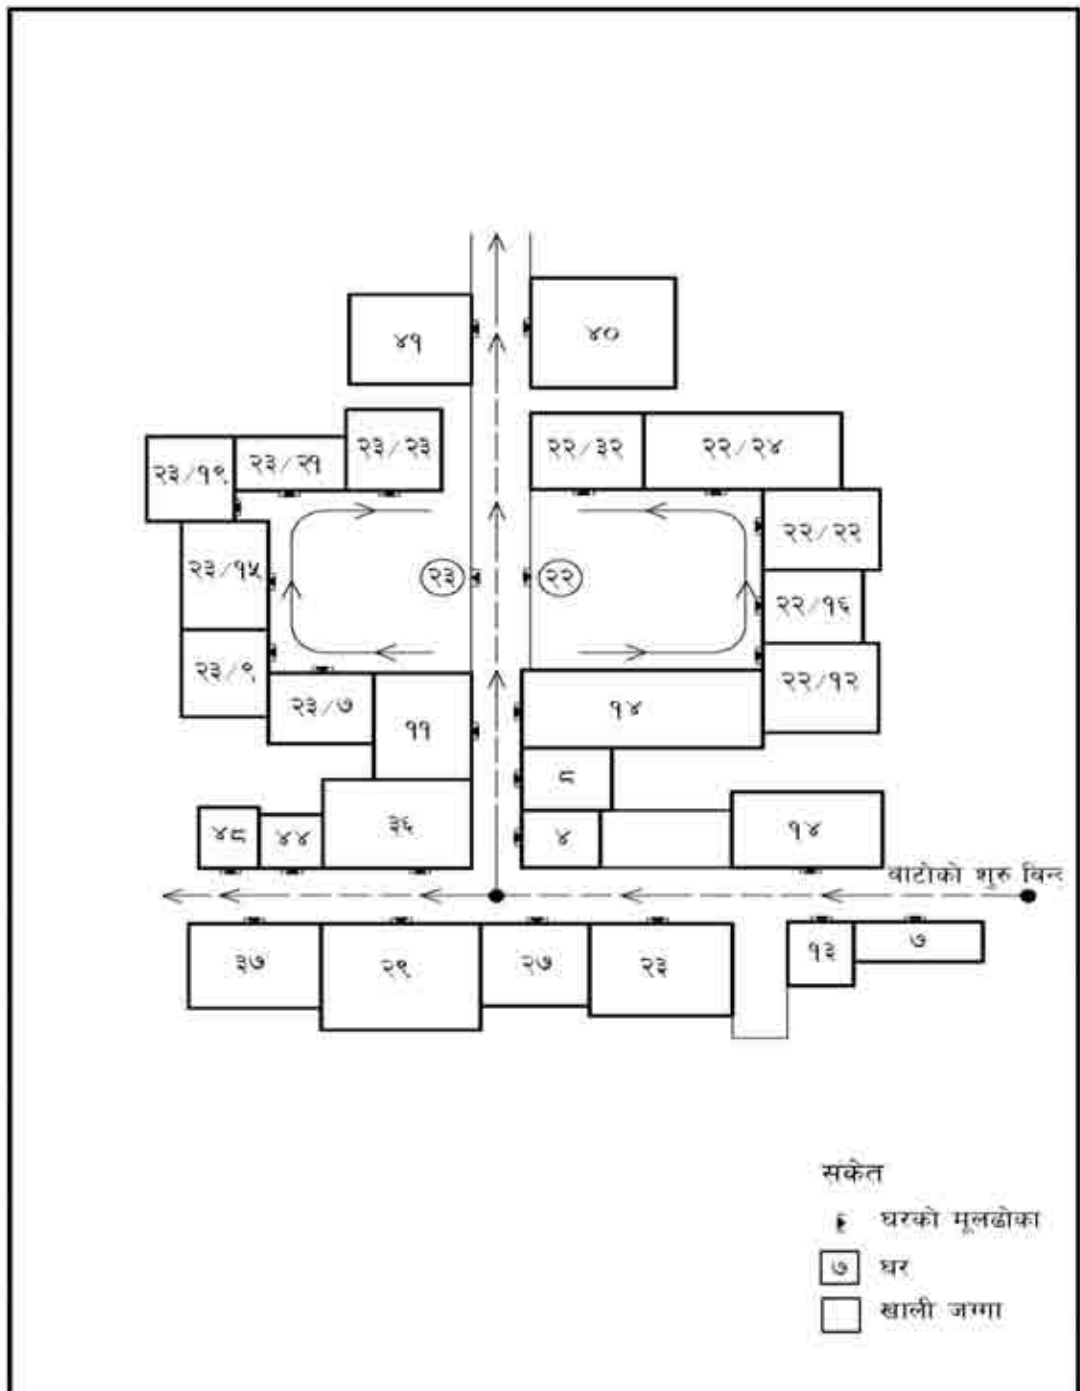 ४१ ४०
२३/१९ २३/२१ २३/२३ २२/३२ २२/२४
२३/१५ २३ २२ २२/२२
२२/१६
२३/९ २३/७ ११ १४ २२/१२
८
४८ ४४ ३६ ४ १४
बाटोको शुरु विन्द
३७ २९ २७ २३ १३ ७
संकेत
घरको मूलढोका
७ घर
खाली जग्गा